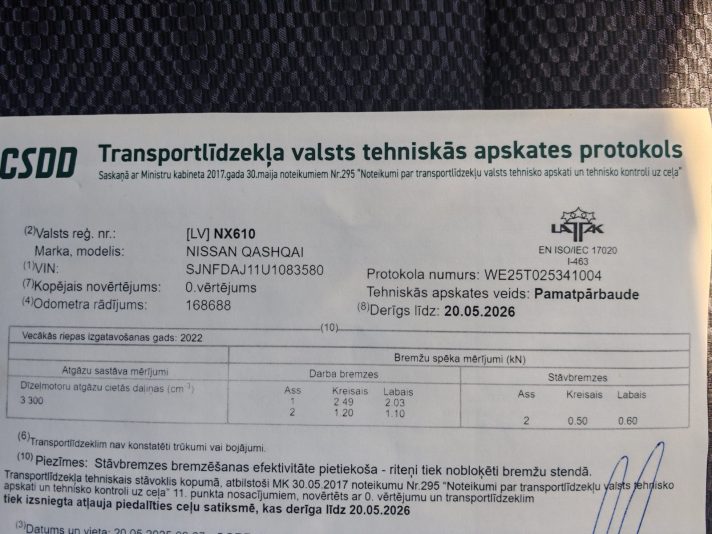 CSDD Transportlīdzekļa valsts tehniskās apskates protokols
Saskaņā ar Ministru kabineta 2017.gada 30.maija noteikumiem Nr.295 "Noteikumi par transportlīdzekļu valsts tehnisko apskati un tehnisko kontroli uz ceļa"
(2)Valsts reģ. nr.: [LV] NX610
Marka, modelis: NISSAN QASHQAI
(1)VIN: SJNFDAJ11U1083580
(7)Kopējais novērtējums: 0.vērtējums
(4)Odometra rādījums: 168688
LATAK
EN ISO/IEC 17020
I-463
Protokola numurs: WE25T025341004
Tehniskās apskates veids: Pamatpārbaude
(8)Derīgs līdz: 20.05.2026
(10)
Vecākās riepas izgatavošanas gads: 2022
Bremžu spēka mērījumi (kN)
Atgāzu sastāva mērījumi Darba bremzes Stāvbremzes
Dīzeļmotoru atgāzu cietās daļiņas (cm-3) Ass Kreisais Labais Ass Kreisais Labais
3 300 1 2.49 2.03
2 1.20 1.10 2 0.50 0.60
(6)Transportlīdzeklim nav konstatēti trūkumi vai bojājumi.
(10) Piezīmes: Stāvbremzes bremzēšanas efektivitāte pietiekoša - riteņi tiek nobloķēti bremžu stendā.
Transportlīdzekļa tehniskais stāvoklis kopumā, atbilstoši MK 30.05.2017 noteikumu Nr.295 "Noteikumi par transportlīdzekļu valsts tehnisko
apskati un tehnisko kontroli uz ceļa" 11. punkta nosacījumiem, novērtēts ar 0. vērtējumu un transportlīdzeklim
tiek izsniegta atļauja piedalīties ceļu satiksmē, kas derīga līdz 20.05.2026
(3)Datums un vieta: 20.05.2025